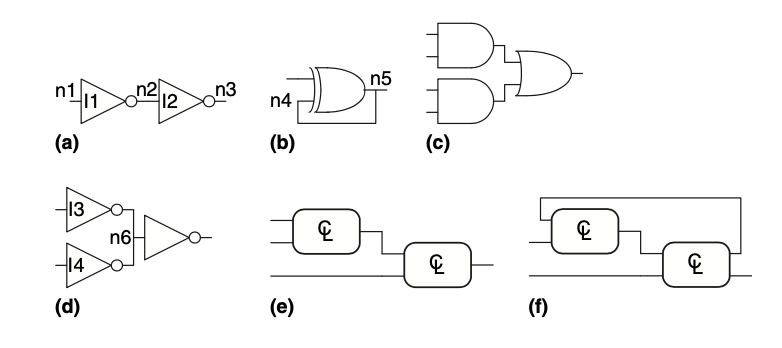 n1 I1 n2 I2 n3
n5
n4
(a) (b) (c)
I3
n6
I4
CL CL
CL CL
(d) (e) (f)